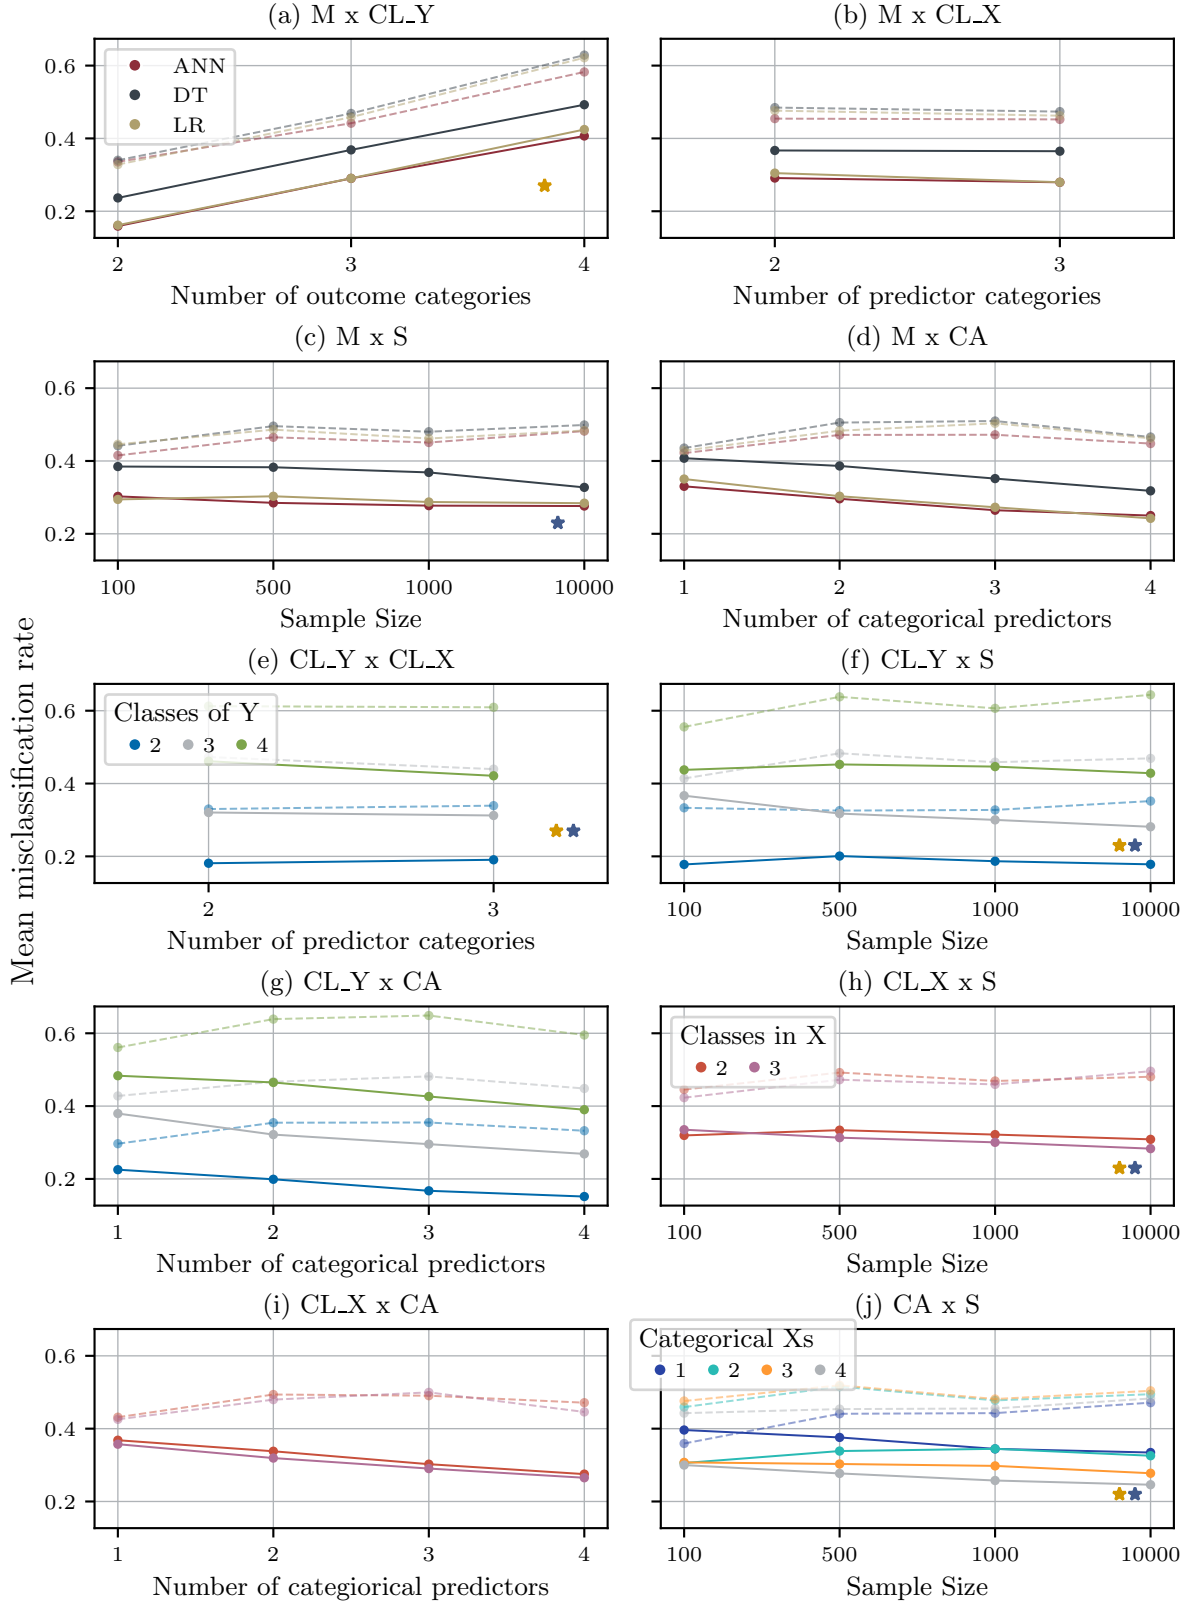 (a) M x CL_Y
(b) M x CL_X
0.6
0.4
0.2
ANN
DT
LR
2 3 4
2 3
Number of outcome categories
Number of predictor categories
(c) M x S
(d) M x CA
0.6
0.4
0.2
100 500 1000 10000
1 2 3 4
Sample Size
Number of categorical predictors
Mean misclassification rate
(e) CL_Y x CL_X
(f) CL_Y x S
0.6
0.4
0.2
Classes of Y
2 3 4
2 3
100 500 1000 10000
Number of predictor categories
Sample Size
(g) CL_Y x CA
(h) CL_X x S
0.6
0.4
0.2
Classes in X
2 3
1 2 3 4
100 500 1000 10000
Number of categorical predictors
Sample Size
(i) CL_X x CA
(j) CA x S
0.6
0.4
0.2
Categorical Xs
1 2 3 4
1 2 3 4
100 500 1000 10000
Number of categiorical predictors
Sample Size